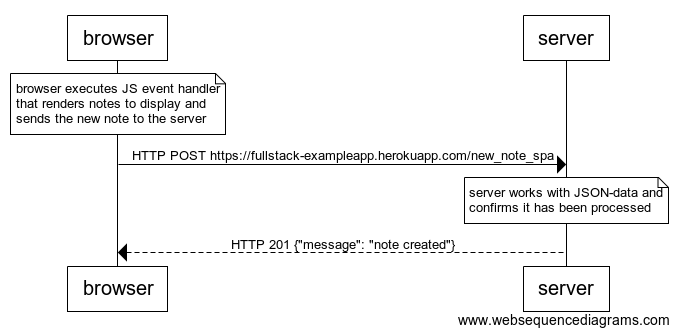 browser
server
browser executes JS event handler
that renders notes to display and
sends the new note to the server
HTTP POST https://fullstack-exampleapp.herokuapp.com/new_note_spa
server works with JSON-data and
confirms it has been processed
HTTP 201 {"message": "note created"}
browser
server
www.websequencediagrams.com